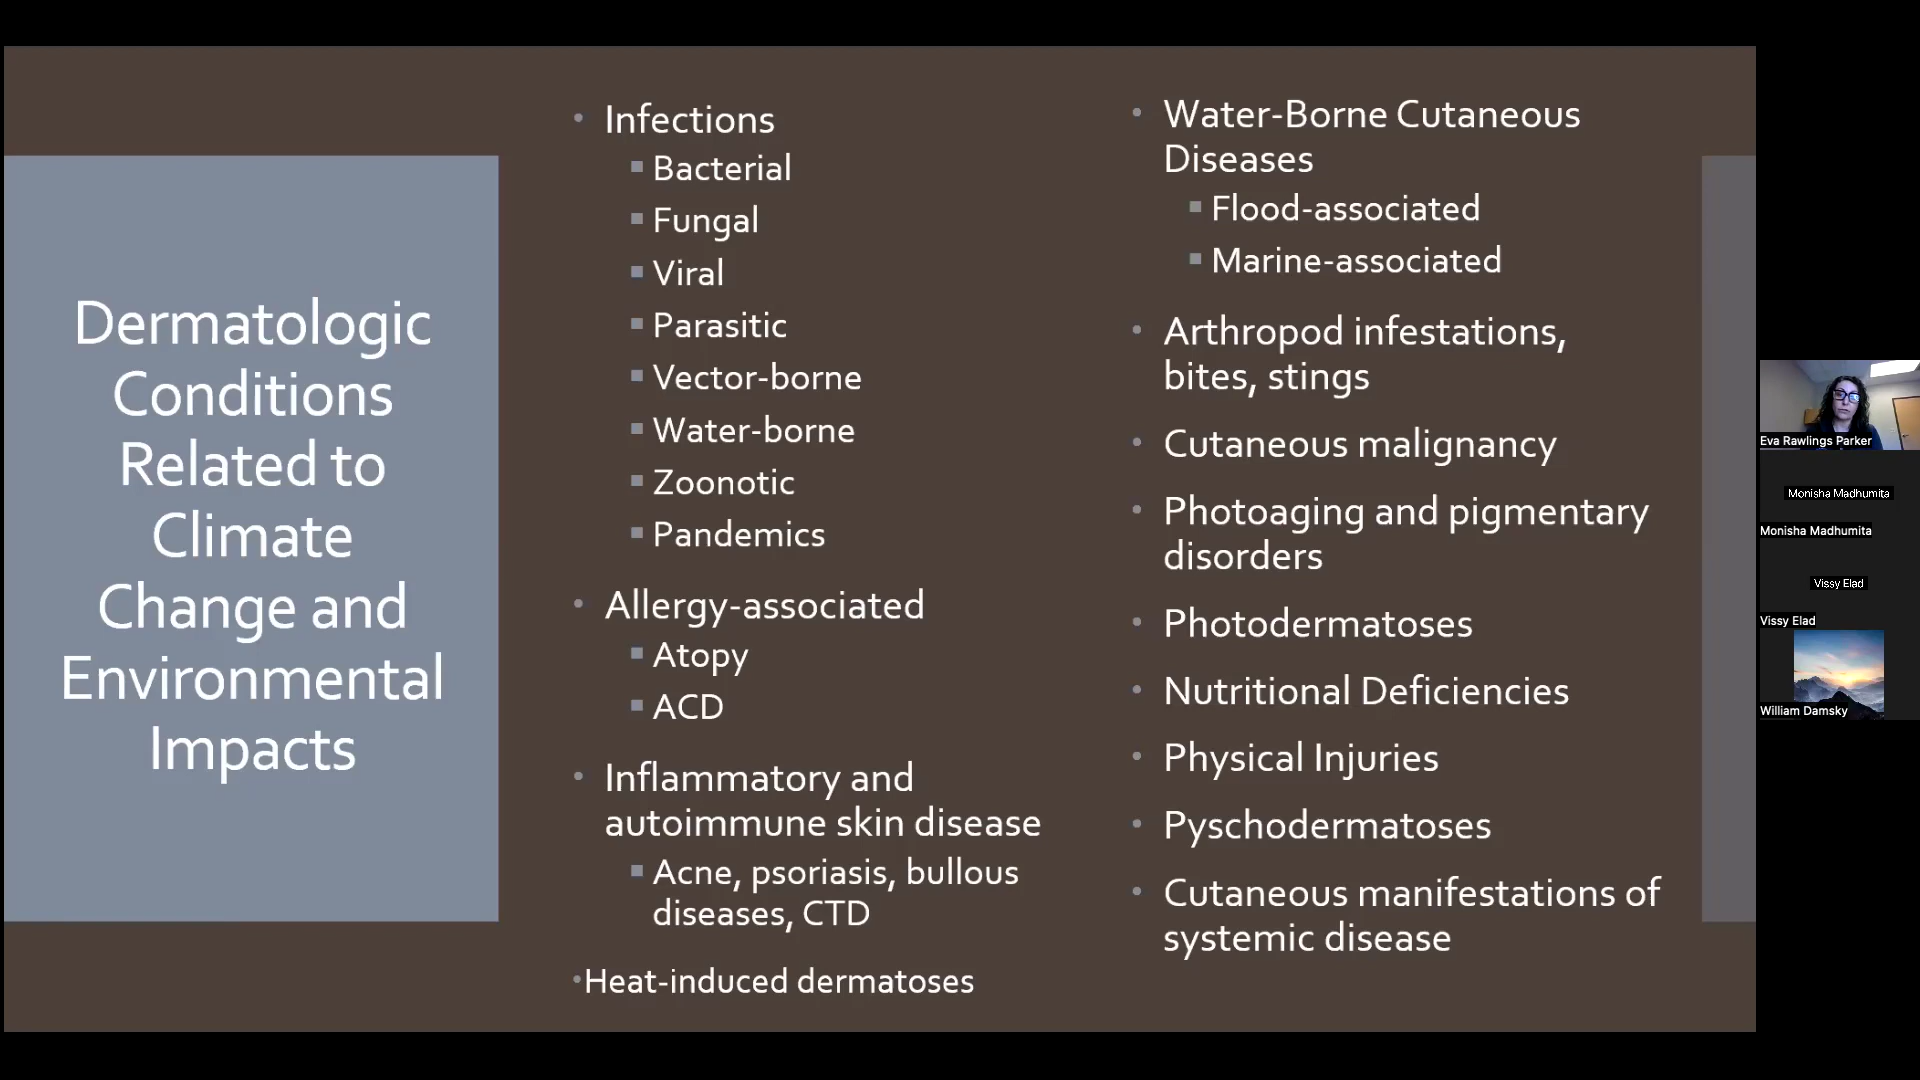 Dermatologic
Conditions
Related to
Climate
Change and
Environmental
Impacts
• Infections
▪ Bacterial
▪ Fungal
▪ Viral
▪ Parasitic
▪ Vector-borne
▪ Water-borne
▪ Zoonotic
▪ Pandemics
• Allergy-associated
▪ Atopy
▪ ACD
• Inflammatory and
autoimmune skin disease
▪ Acne, psoriasis, bullous
diseases, CTD
•Heat-induced dermatoses
• Water-Borne Cutaneous
Diseases
▪ Flood-associated
▪ Marine-associated
• Arthropod infestations,
bites, stings
• Cutaneous malignancy
• Photoaging and pigmentary
disorders
• Photodermatoses
• Nutritional Deficiencies
• Physical Injuries
• Pyschodermatoses
• Cutaneous manifestations of
systemic disease
Eva Rawlings Parker
Monisha Madhumita
Monisha Madhumita
Vissy Elad
Vissy Elad
William Damsky